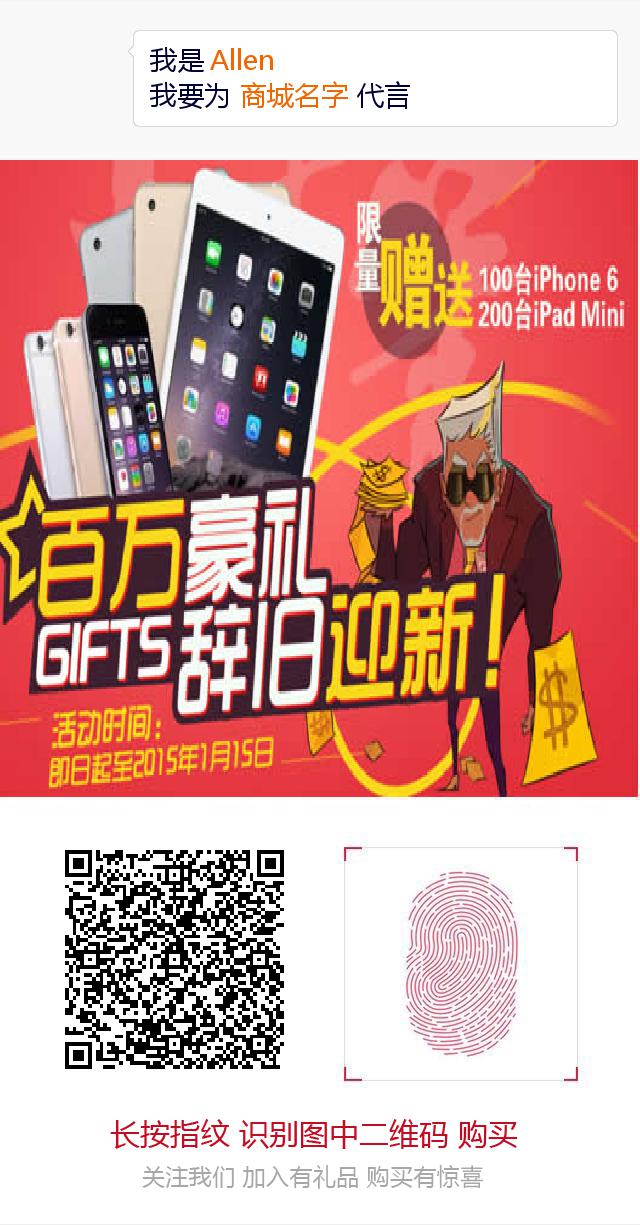 我是 Allen
我要为 商城名字 代言
限量赠送 100台iPhone 6
200台iPad Mini
百万豪礼
GIFTS 辞旧迎新!
活动时间:
即日起至2015年1月15日
$
长按指纹 识别图中二维码 购买
关注我们 加入有礼品 购买有惊喜